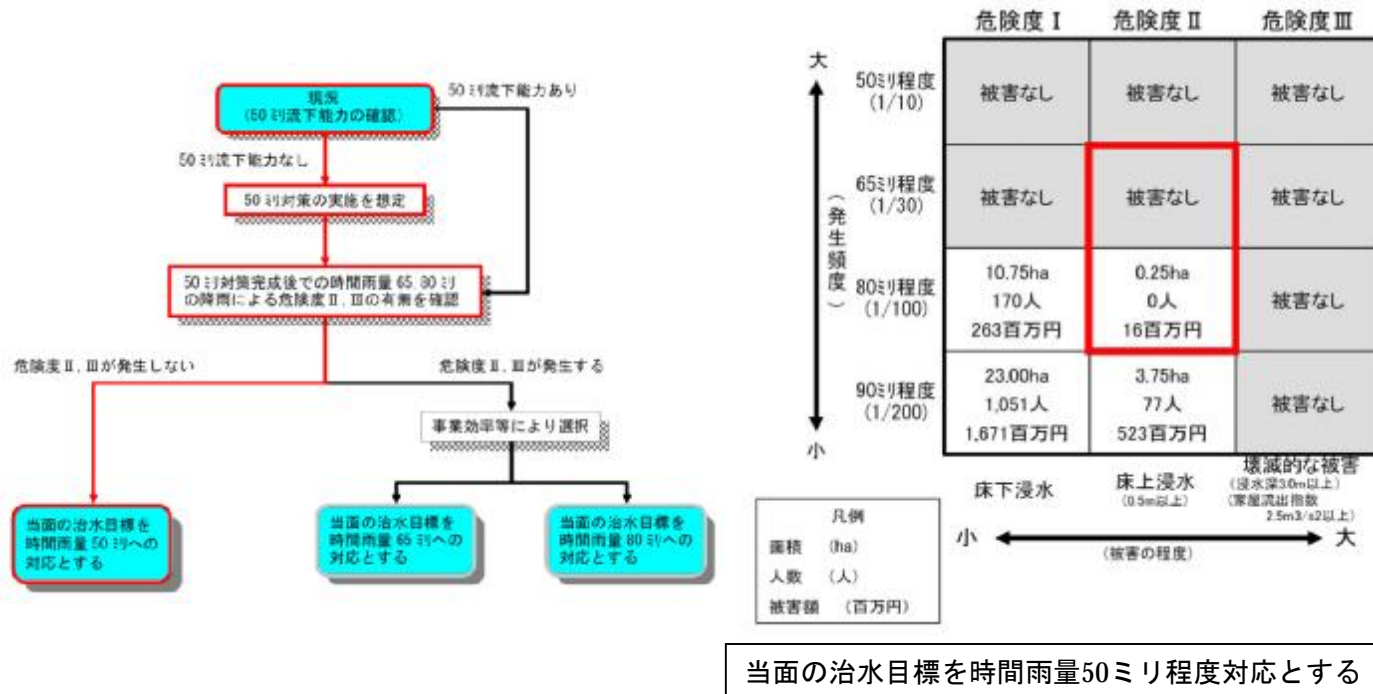 現況
(50ミリ流下能力の確認)
50ミリ流下能力あり
50ミリ流下能力なし
50ミリ対策の実施を想定
50ミリ対策完成後での時間雨量65,80ミリ
の降雨による危険度Ⅱ,Ⅲの有無を確認
危険度Ⅱ,Ⅲが発生しない
危険度Ⅱ,Ⅲが発生する
事業効率等により選択
当面の治水目標を
時間雨量50ミリへの
対応とする
当面の治水目標を
時間雨量65ミリへの
対応とする
当面の治水目標を
時間雨量80ミリへの
対応とする
危険度Ⅰ
危険度Ⅱ
危険度Ⅲ
大
(発生頻度)
小
50ミリ程度
(1/10)
被害なし
被害なし
被害なし
65ミリ程度
(1/30)
被害なし
被害なし
被害なし
80ミリ程度
(1/100)
10.75ha
170人
263百万円
0.25ha
0人
16百万円
被害なし
90ミリ程度
(1/200)
23.00ha
1,051人
1,671百万円
3.75ha
77人
523百万円
被害なし
床下浸水
床上浸水
(0.5m以上)
壊滅的な被害
(浸水深3.0m以上)
(家屋流出指数
2.5m3/s2以上)
小
(被害の程度)
大
凡例
面積 (ha)
人数 (人)
被害額 (百万円)
当面の治水目標を時間雨量50ミリ程度対応とする